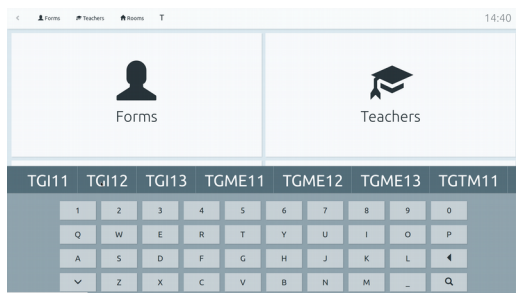 Forms Teachers Rooms T 14:40
Forms Teachers
TGI11 TGI12 TGI13 TGME11 TGME12 TGME13 TGTM11
1 2 3 4 5 6 7 8 9 0
Q W E R T Y U I O P
A S D F G H J K L
Z X C V B N M _